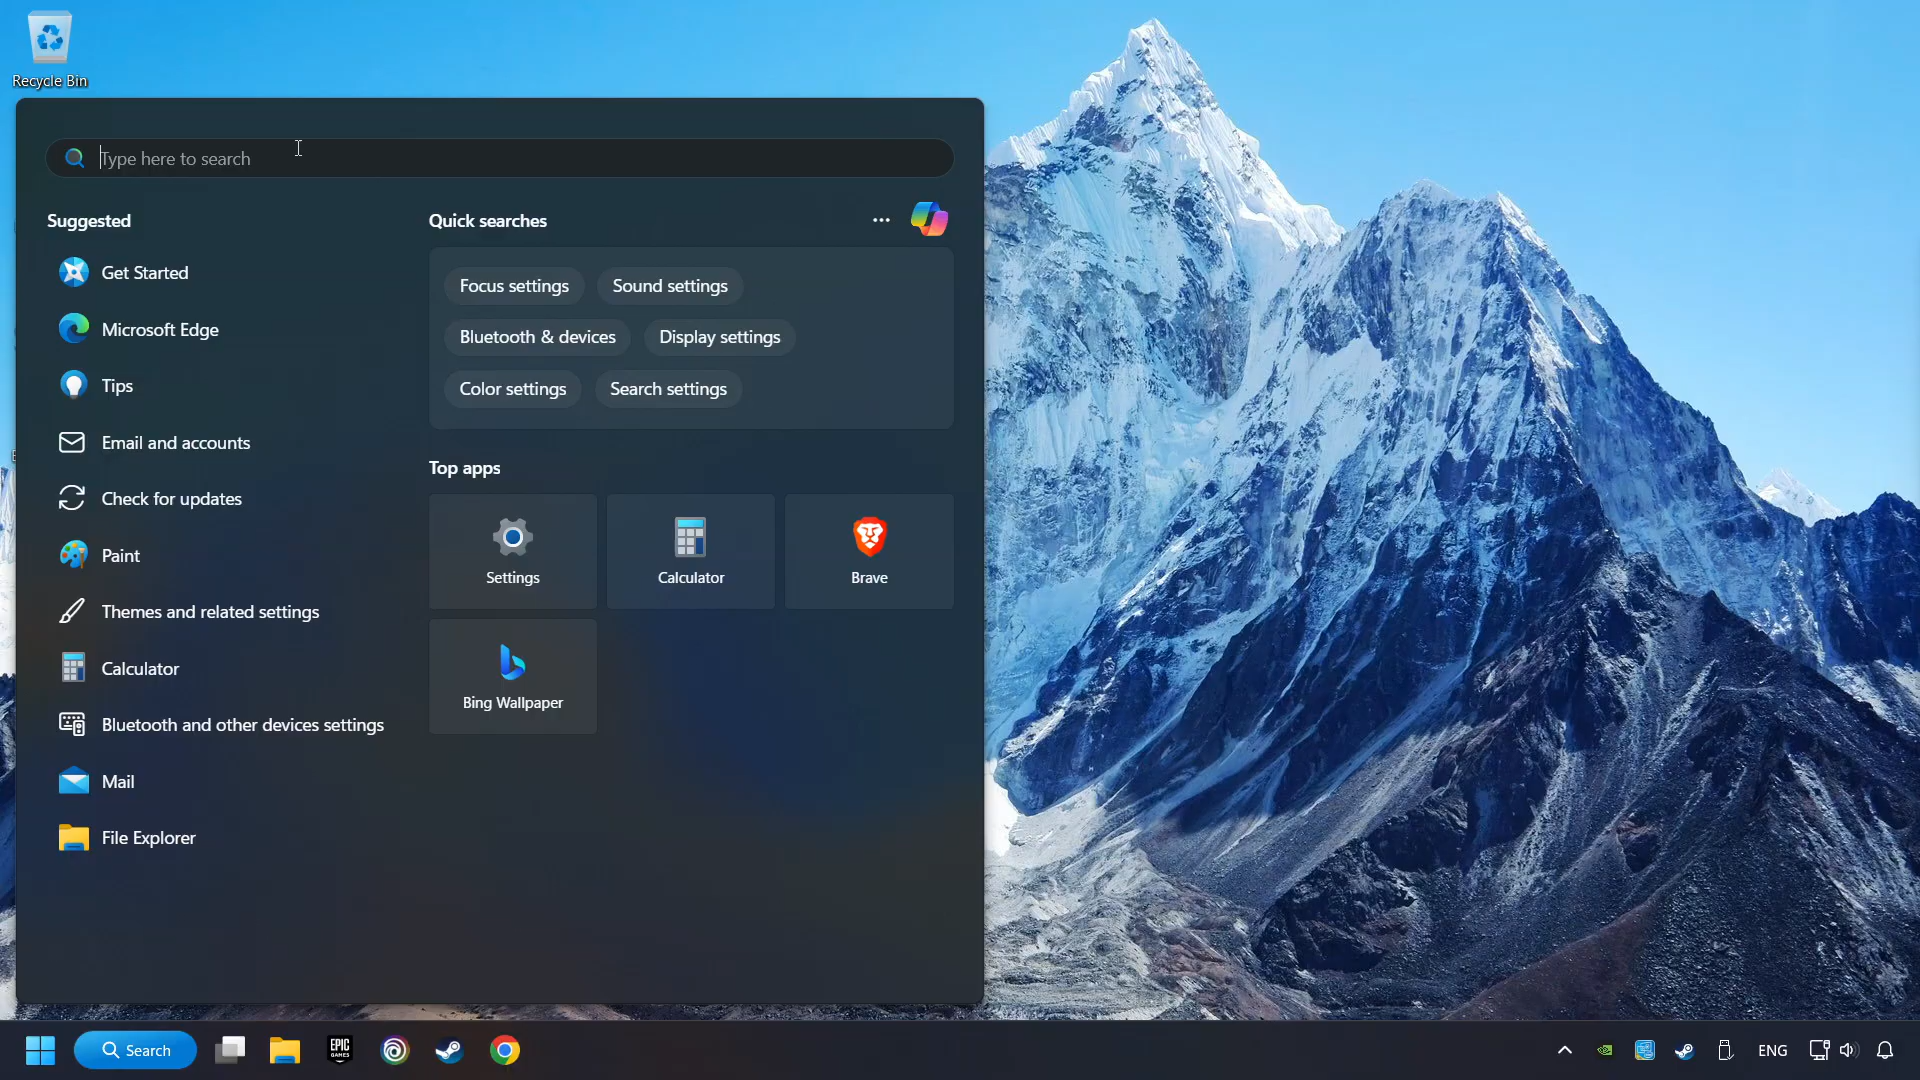 Recycle Bin
Type here to search
Suggested
Get Started
Microsoft Edge
Tips
Email and accounts
Check for updates
Paint
Themes and related settings
Calculator
Bluetooth and other devices settings
Mail
File Explorer
Quick searches
Focus settings
Sound settings
Bluetooth & devices
Display settings
Color settings
Search settings
Top apps
Settings
Calculator
Brave
Bing Wallpaper
Search
EPIC
GAMES
ENG